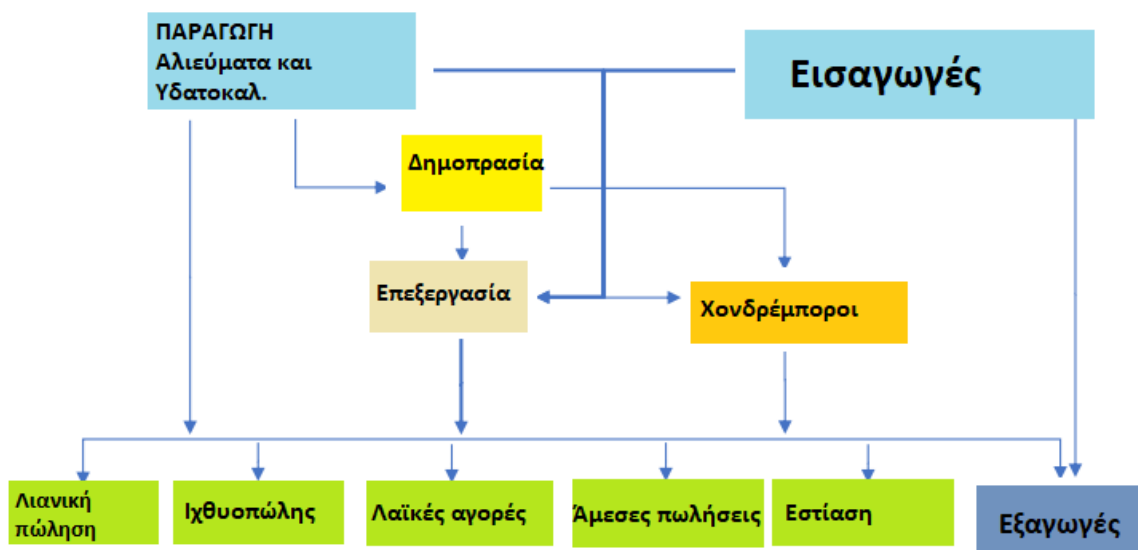 ΠΑΡΑΓΩΓΗ
Αλιεύματα και
Υδατοκαλ.
Εισαγωγές
Δημοπρασία
Επεξεργασία
Χονδρέμποροι
Λιανική
πώληση
Ιχθυοπώλης
Λαϊκές αγορές
Άμεσες πωλήσεις
Εστίαση
Εξαγωγές